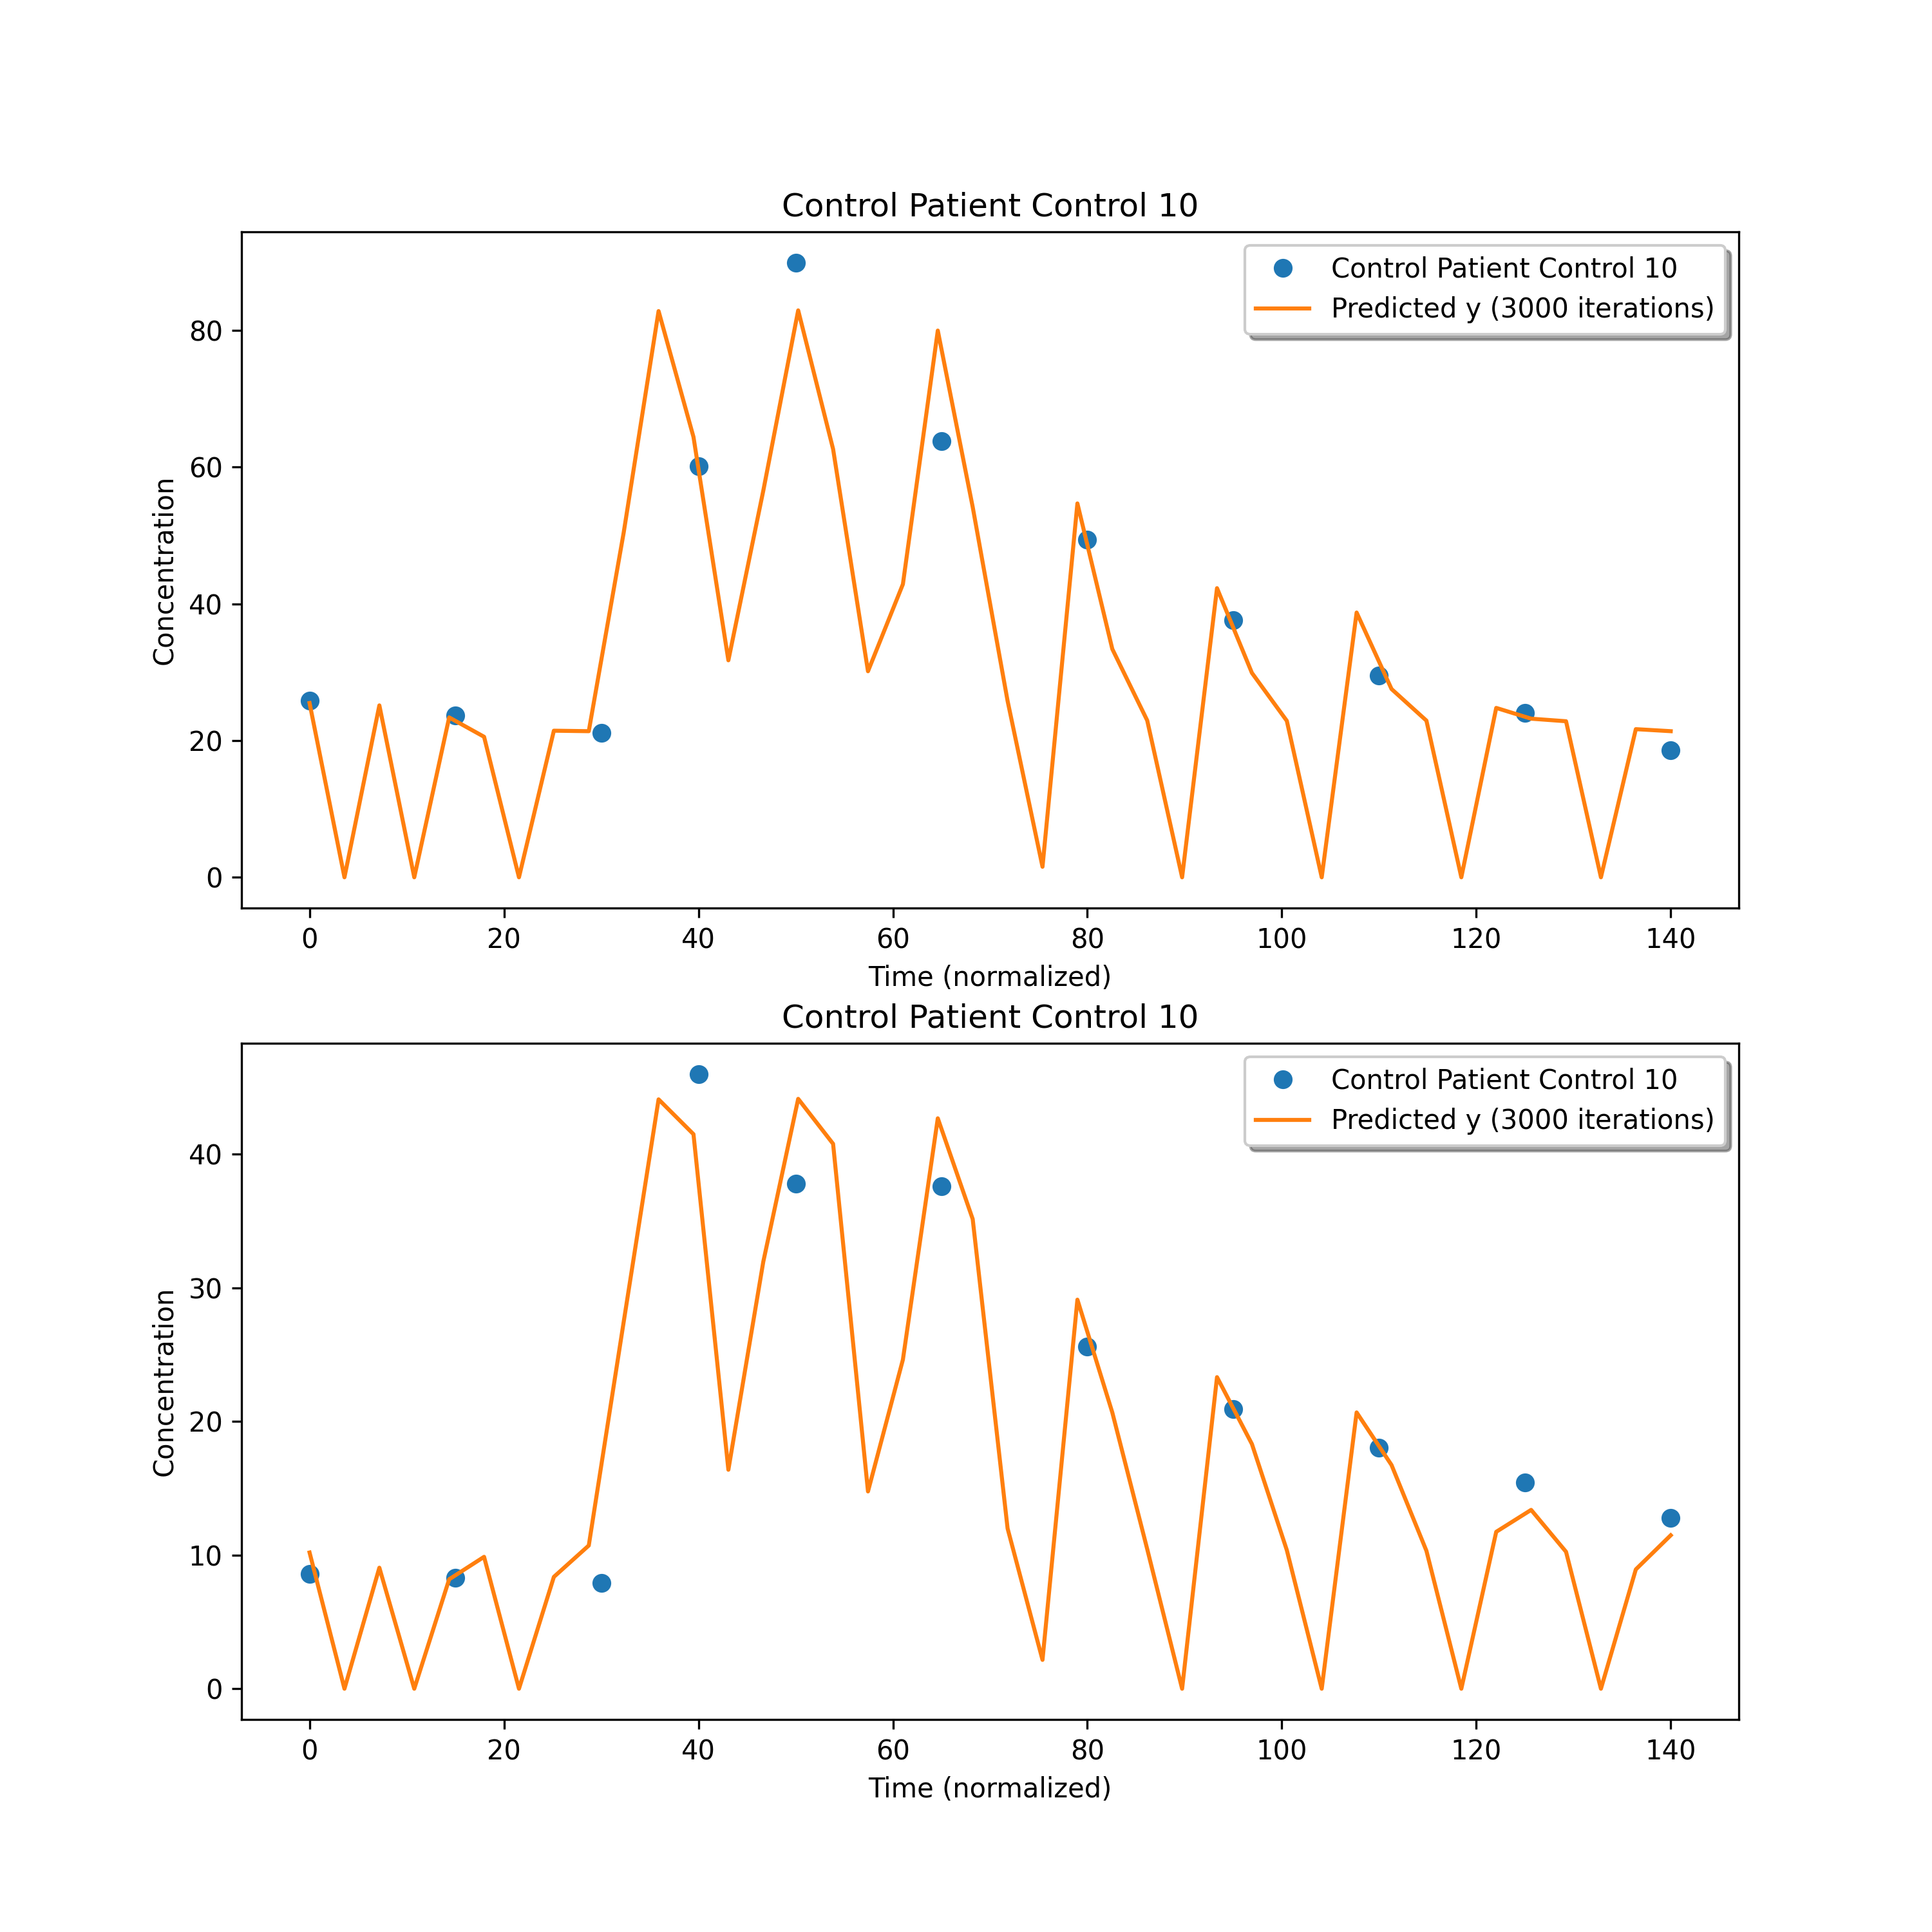 Control Patient Control 10
Control Patient Control 10
Predicted y (3000 iterations)
80
60
40
20
0
Concentration
0 20 40 60 80 100 120 140
Time (normalized)
Control Patient Control 10
Control Patient Control 10
Predicted y (3000 iterations)
40
30
20
10
0
Concentration
0 20 40 60 80 100 120 140
Time (normalized)